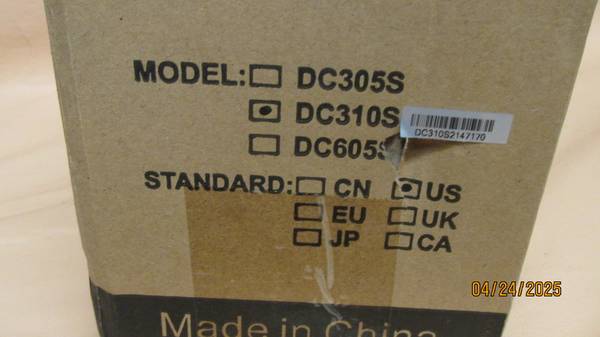 MODEL: DC305S
DC310S
DC310S2147170
DC605S
STANDARD: CN US
EU UK
JP CA
04/24/2025
Made in China